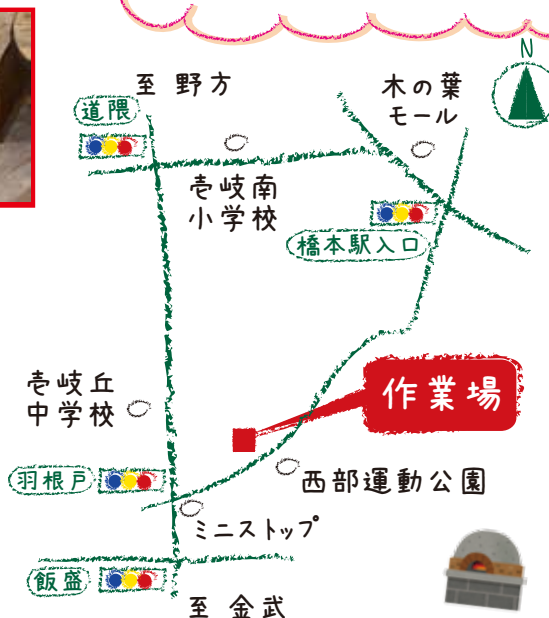 N
至 野方
木の葉
モール
道隈
壱岐南
小学校
橋本駅入口
作業場
壱岐丘
中学校
羽根戸
西部運動公園
ミニストップ
飯盛
至 金武